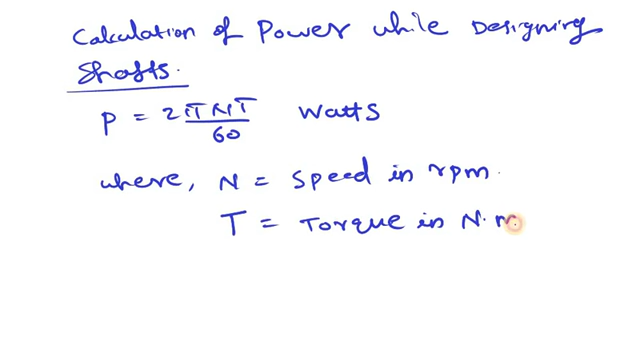 Calculation of Power while Designing
Shafts.
P = 2πNT/60 Watts
where, N = Speed in rpm.
T = Torque in N.m